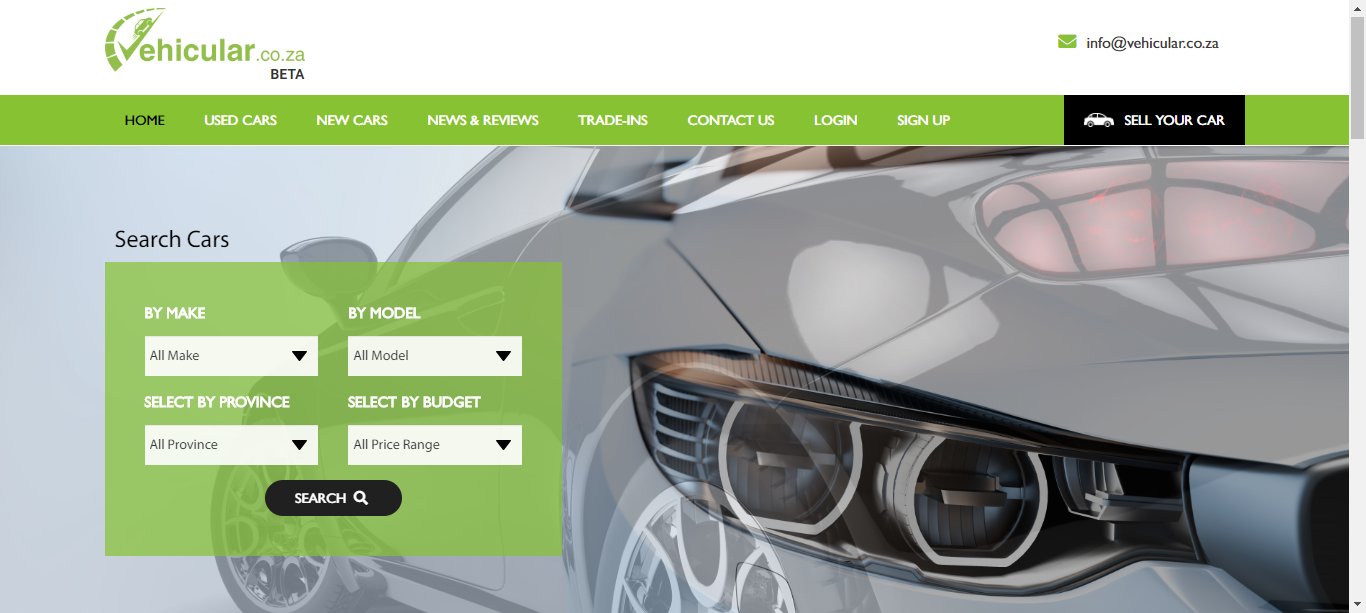 Vehicular.co.za
BETA
info@vehicular.co.za
HOME USED CARS NEW CARS NEWS & REVIEWS TRADE-INS CONTACT US LOGIN SIGN UP SELL YOUR CAR
Search Cars
BY MAKE BY MODEL
All Make All Model
SELECT BY PROVINCE SELECT BY BUDGET
All Province All Price Range
SEARCH